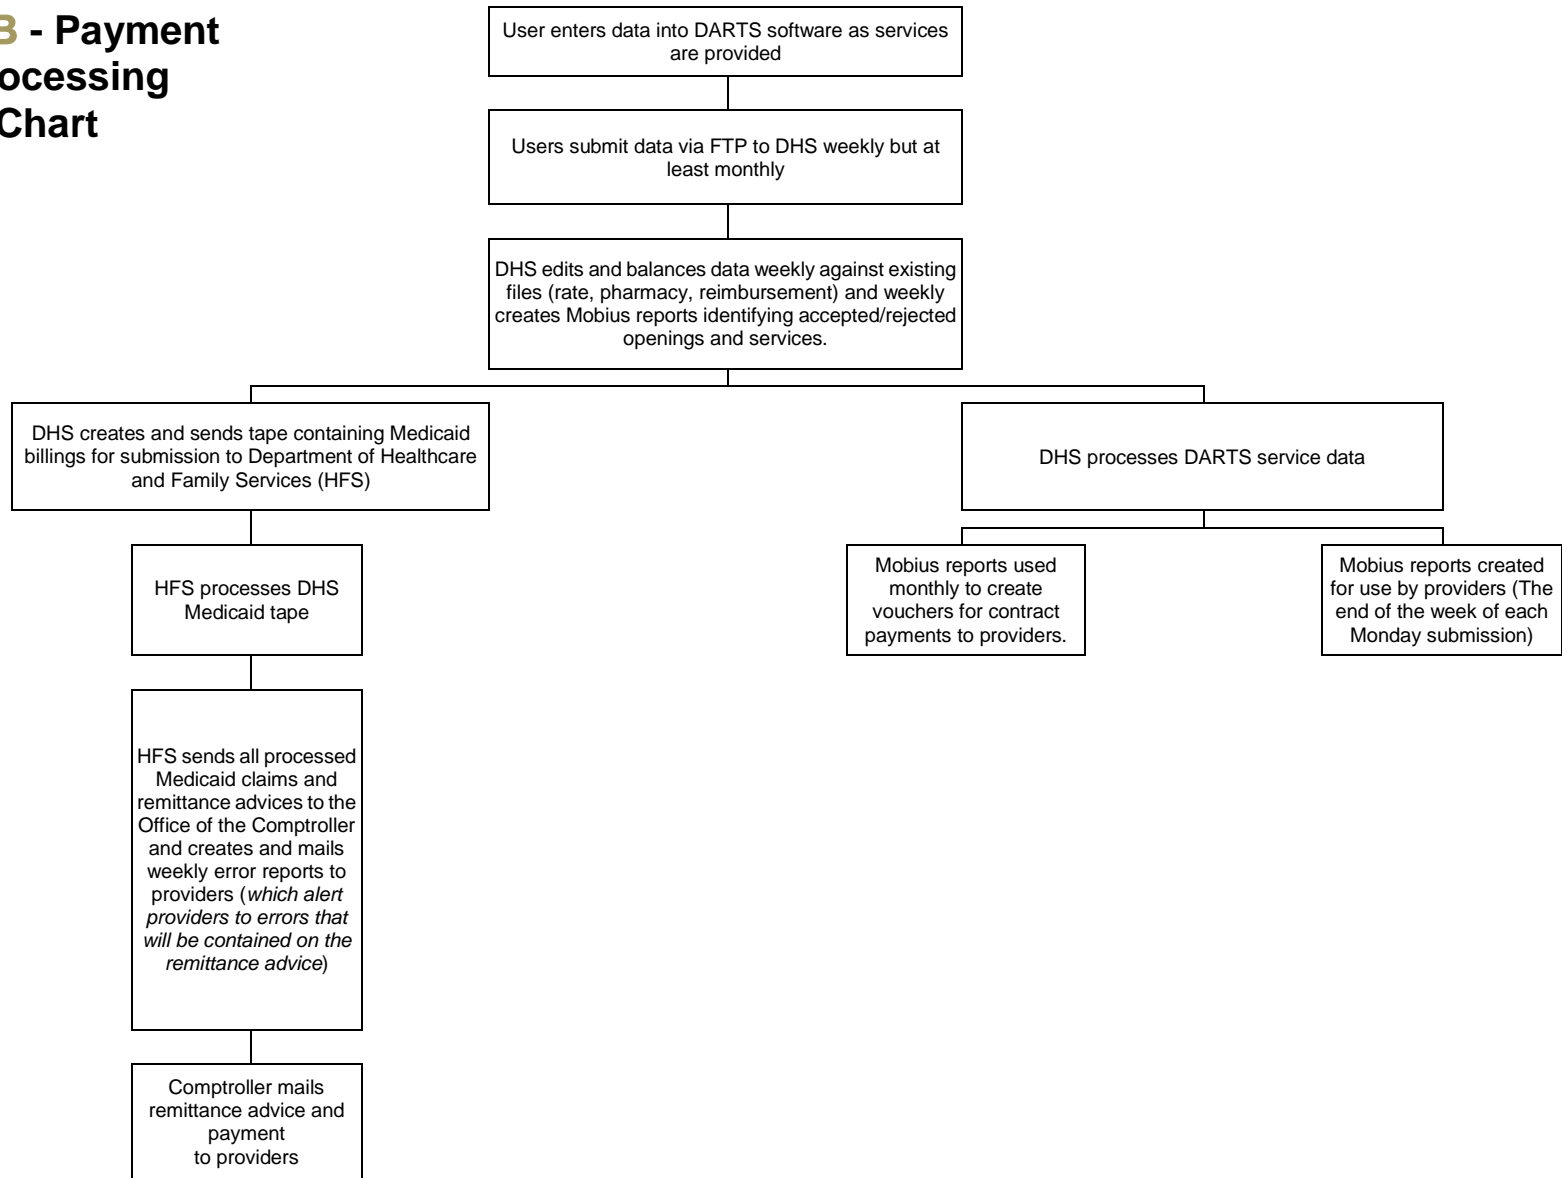 B - Payment
ocessing
Chart
User enters data into DARTS software as services
are provided
Users submit data via FTP to DHS weekly but at
least monthly
DHS edits and balances data weekly against existing
files (rate, pharmacy, reimbursement) and weekly
creates Mobius reports identifying accepted/rejected
openings and services.
DHS creates and sends tape containing Medicaid
billings for submission to Department of Healthcare
and Family Services (HFS)
DHS processes DARTS service data
HFS processes DHS
Medicaid tape
Mobius reports used
monthly to create
vouchers for contract
payments to providers.
Mobius reports created
for use by providers (The
end of the week of each
Monday submission)
HFS sends all processed
Medicaid claims and
remittance advices to the
Office of the Comptroller
and creates and mails
weekly error reports to
providers (which alert
providers to errors that
will be contained on the
remittance advice)
Comptroller mails
remittance advice and
payment
to providers